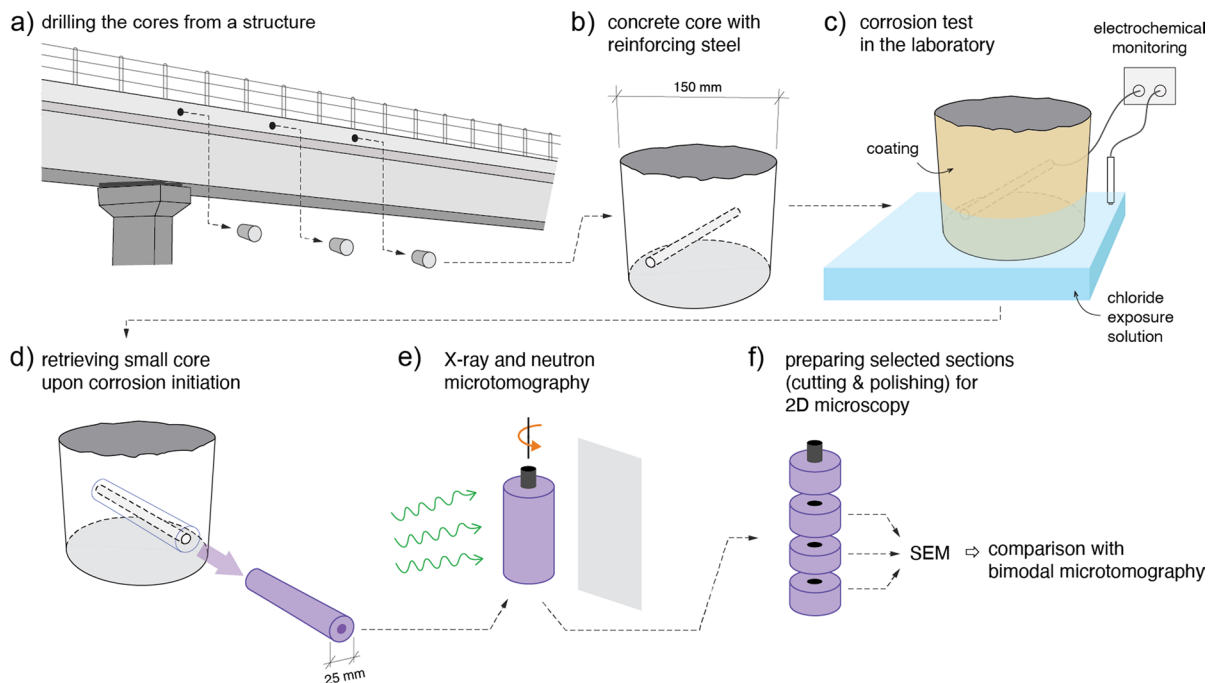 a) drilling the cores from a structure
b) concrete core with
reinforcing steel
150 mm
c) corrosion test
in the laboratory
electrochemical
monitoring
coating
chloride
exposure
solution
d) retrieving small core
upon corrosion initiation
25 mm
e) X-ray and neutron
microtomography
f) preparing selected sections
(cutting & polishing) for
2D microscopy
SEM ⇨ comparison with
bimodal microtomography